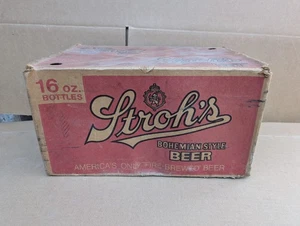 16 oz.
BOTTLES
Stroh's
BOHEMIAN STYLE
BEER
AMERICA'S ONLY FIRE BREWED BEER